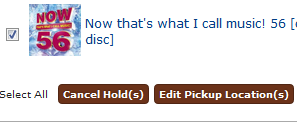 NOW
56
Now that's what I call music! 56 [
disc]
Select All Cancel Hold(s) Edit Pickup Location(s)